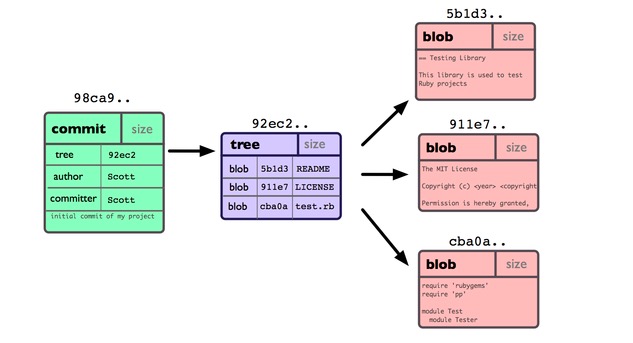 98ca9..
commit size
tree 92ec2
author Scott
committer Scott
initial commit of my project
92ec2..
tree size
blob 5b1d3 README
blob 911e7 LICENSE
blob cba0a test.rb
5b1d3..
blob size
== Testing Library
This library is used to test
Ruby projects
911e7..
blob size
The MIT License
Copyright (c) <year> <copyright
Permission is hereby granted,
cba0a..
blob size
require 'rubygems'
require 'pp'
module Test
module Tester